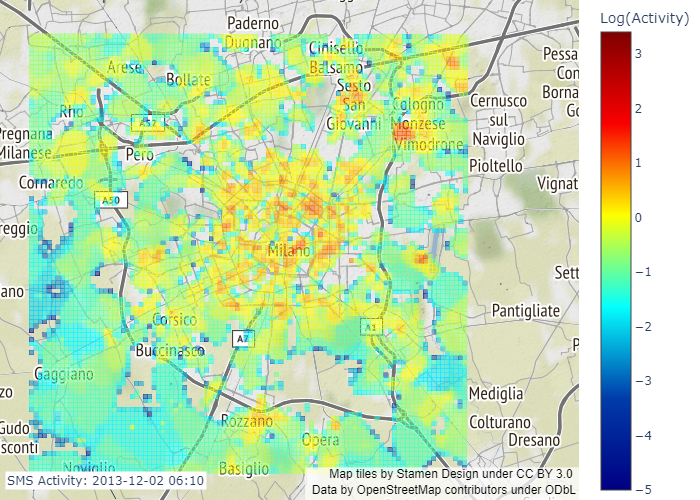 Log(Activity)
3
2
1
0
−1
−2
−3
−4
−5
Paderno
Dugnano
Cinisello
Balsamo
Arese
Bollate
Sesto
San
Giovanni
Cologno
Monzese
Vimodrone
Cernusco
sul
Naviglio
Pessa
Con
Borna
Go
Rho
A52
Pregnana
Milanese
Pero
Pioltello
Cornaredo
Vignat
A50
reggio
Milano
Sett
ano
Pantigliate
Corsico
A7
A1
Buccinasco
P
Gaggiano
zo
Mediglia
Rozzano
Colturano
Gudo
Opera
Dresano
sconti
Noviglio
Basiglio
SMS Activity: 2013-12-02 06:10
Map tiles by Stamen Design under CC BY 3.0
Data by OpenStreetMap contributors under ODbL